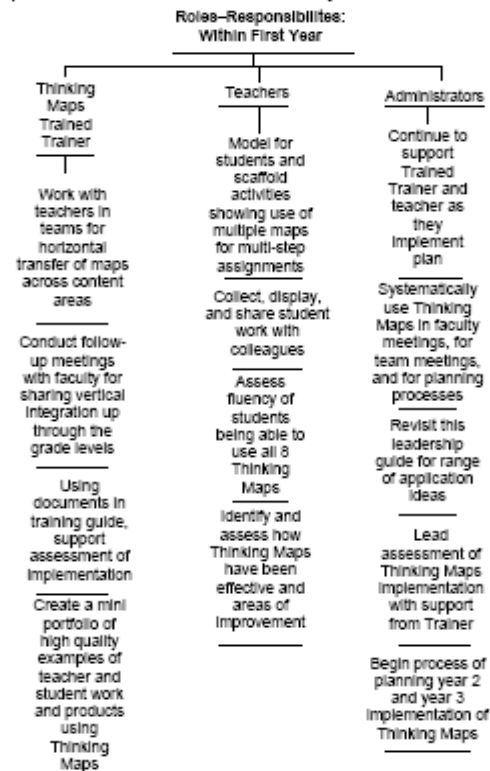 Roles–Responsibilites:
Within First Year
Thinking
Maps
Trained
Trainer
Work with
teachers in
teams for
horizontal
transfer of maps
across content
areas
Conduct follow-
up meetings
with faculty for
sharing vertical
Integration up
through the
grade levels
Using
documents in
training guide,
support
assessment of
Implementation
Create a mini
portfolio of
high quality
examples of
teacher and
student work
and products
using
Thinking
Maps
Teachers
Model for
students and
scaffold
activities
showing use of
multiple maps
for multi-step
assignments
Collect, display,
and share student
work with
colleagues
Assess
fluency of
students
being able to
use all 8
Thinking
Maps
Identify and
assess how
Thinking Maps
have been
effective and
areas of
Improvement
Administrators
Continue to
support
Trained
Trainer and
teacher as
they
Implement
plan
Systematically
use Thinking
Maps in faculty
meetings, for
team meetings,
and for planning
processes
Revisit this
leadership
guide for range
of application
ideas
Lead
assessment of
Thinking Maps
Implementation
with support
from Trainer
Begin process of
planning year 2
and year 3
Implementation of
Thinking Maps